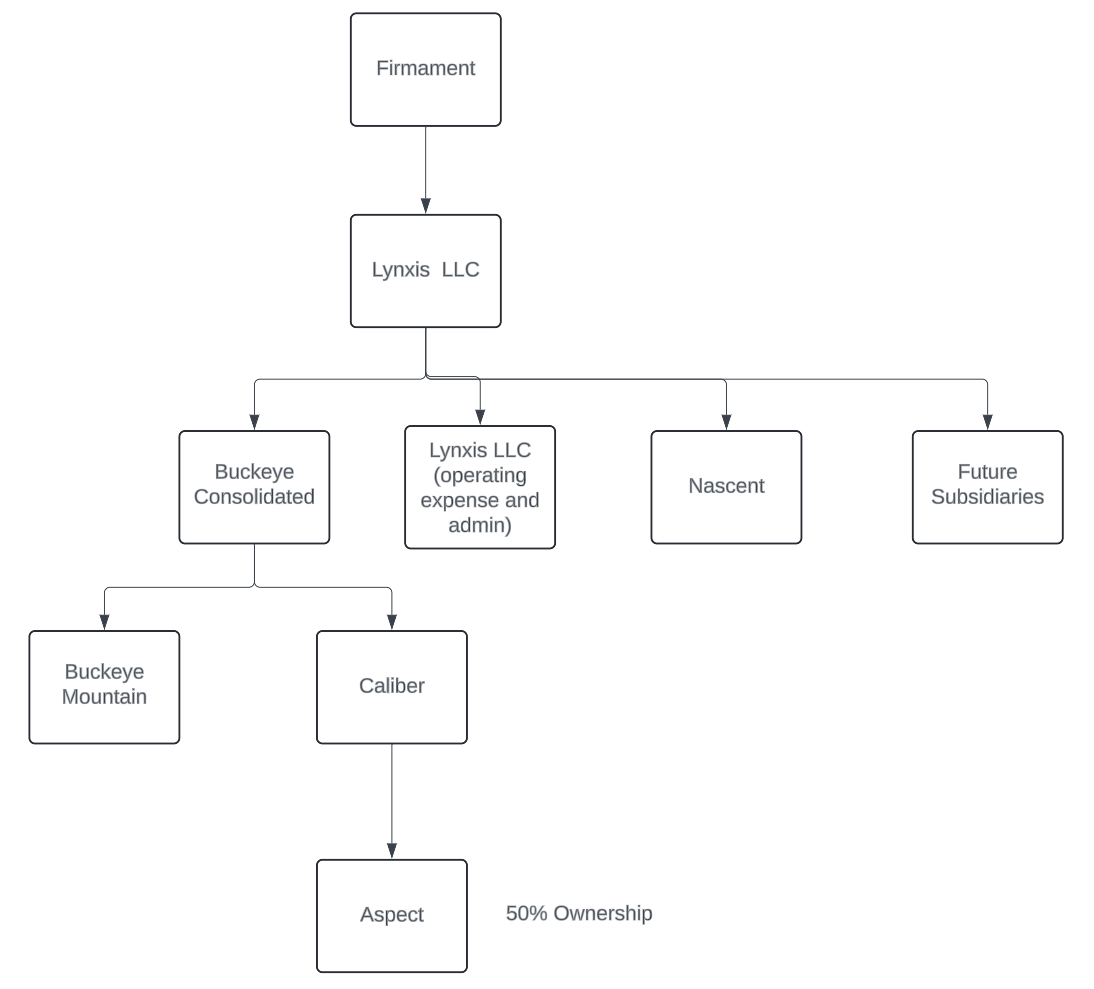 Firmament
Lynxis  LLC
Buckeye
Consolidated
Lynxis LLC
(operating
expense and
admin)
Nascent
Future
Subsidiaries
Buckeye
Mountain
Caliber
Aspect
50% Ownership